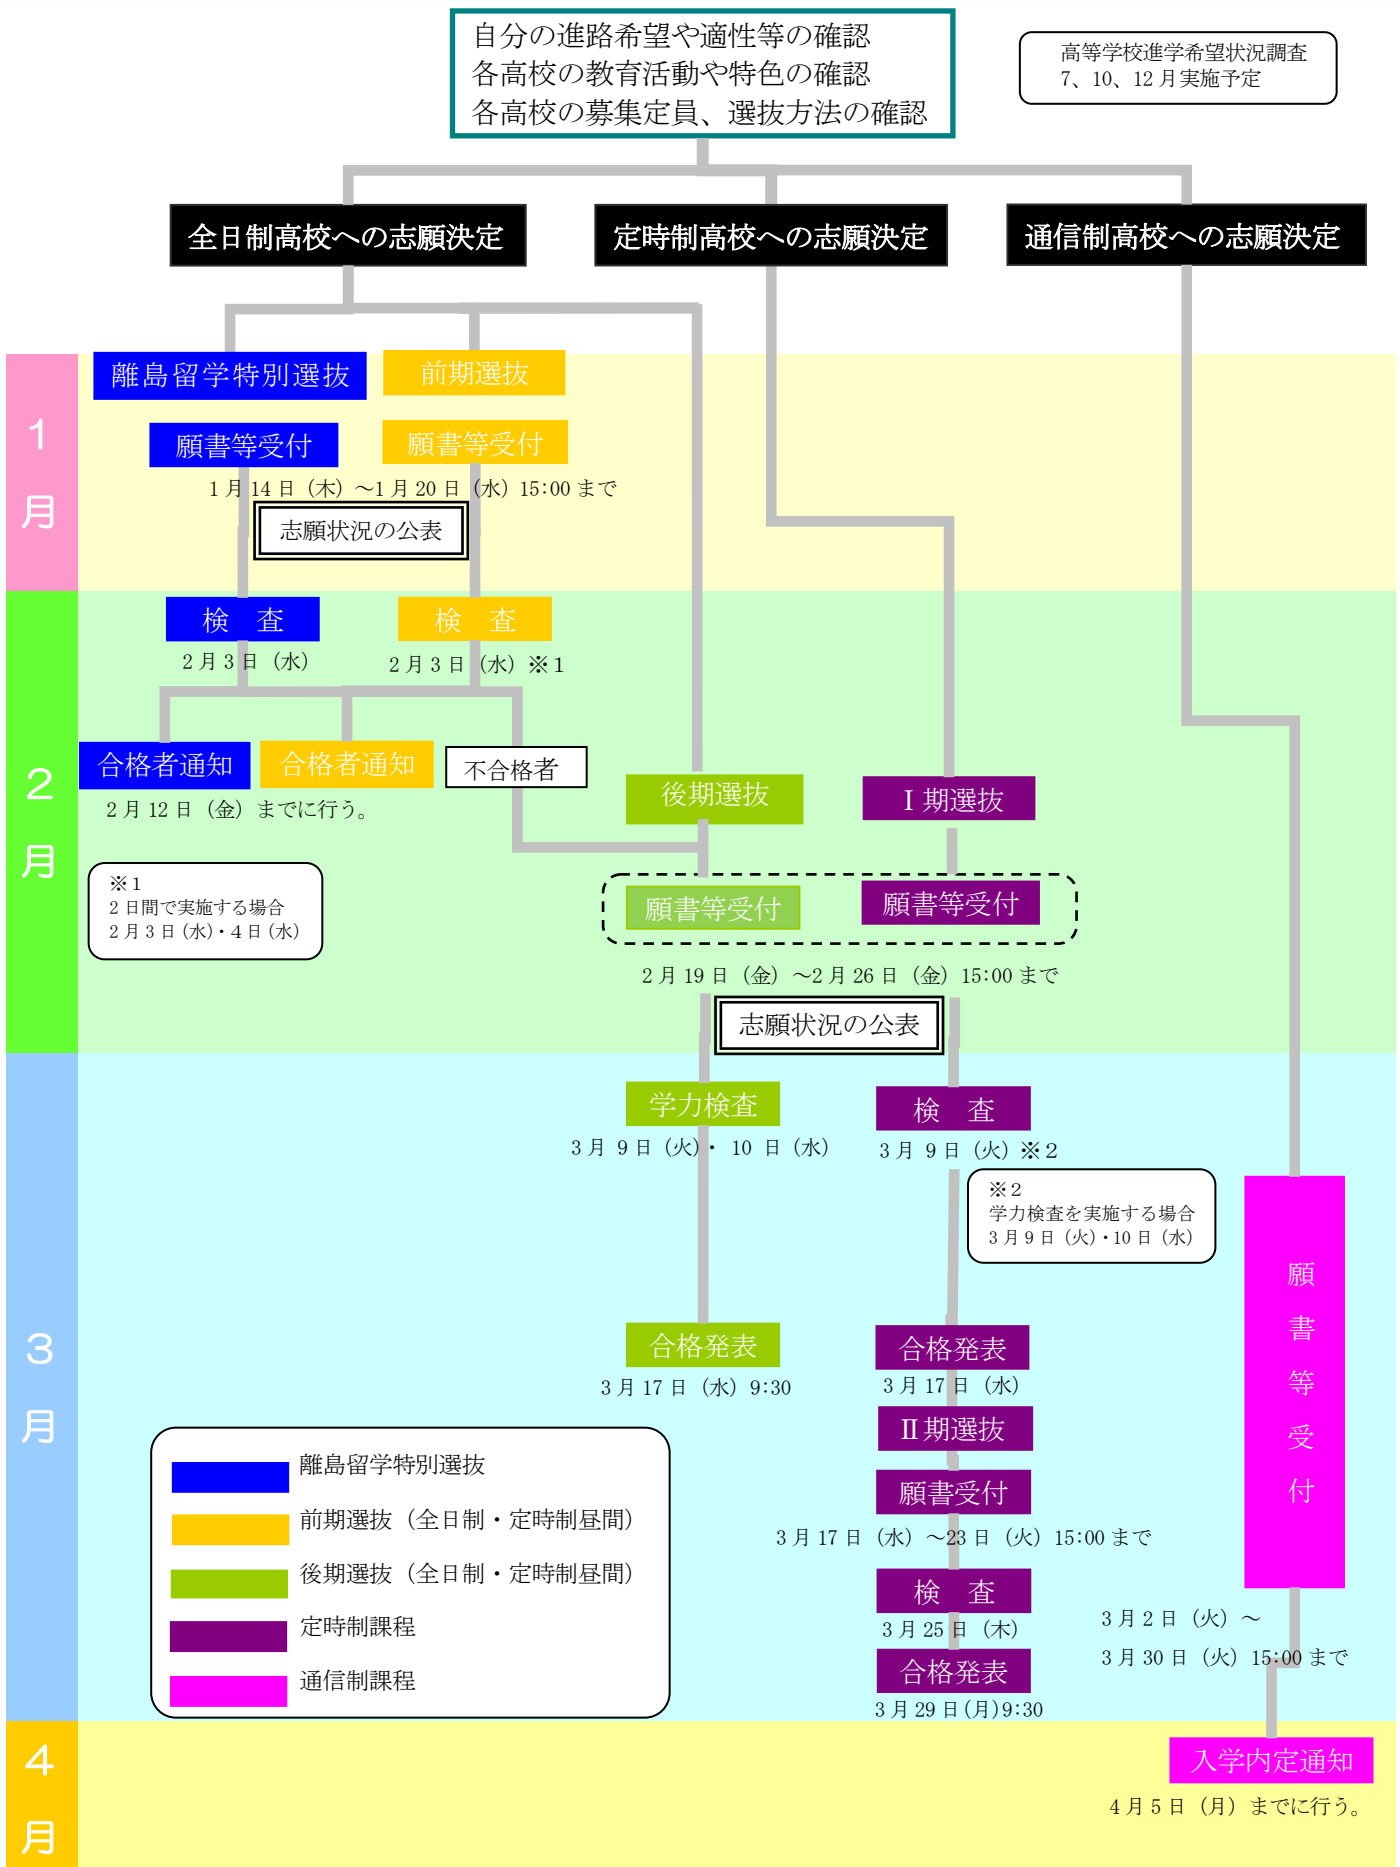 自分の進路希望や適性等の確認
各高校の教育活動や特色の確認
各高校の募集定員、選抜方法の確認
高等学校進学希望状況調査
7、10、12月実施予定
全日制高校への志願決定
定時制高校への志願決定
通信制高校への志願決定
1月
離島留学特別選抜
前期選抜
願書等受付
願書等受付
1月14日（木）～1月20日（水）15:00まで
志願状況の公表
2月
検　査
検　査
2月3日（水）
2月3日（水）※1
合格者通知
合格者通知
不合格者
2月12日（金）までに行う。
後期選抜
Ⅰ期選抜
※1
2日間で実施する場合
2月3日（水）・4日（水）
願書等受付
願書等受付
2月19日（金）～2月26日（金）15:00まで
志願状況の公表
3月
学力検査
検　査
3月 9日（火）・ 10 日（水）
3月 9日（火）※2
※2
学力検査を実施する場合
3月9日（火）・10日（水）
願書等受付
合格発表
合格発表
3月17日（水）9:30
3月17日（水）
Ⅱ期選抜
願書受付
3月17日（水）～23日（火）15:00まで
検　査
3月25日（木）
合格発表
3月29日(月)9:30
3月2日（火）～
3月30日（火）15:00まで
離島留学特別選抜
前期選抜（全日制・定時制昼間）
後期選抜（全日制・定時制昼間）
定時制課程
通信制課程
4月
入学内定通知
4月5日（月）までに行う。